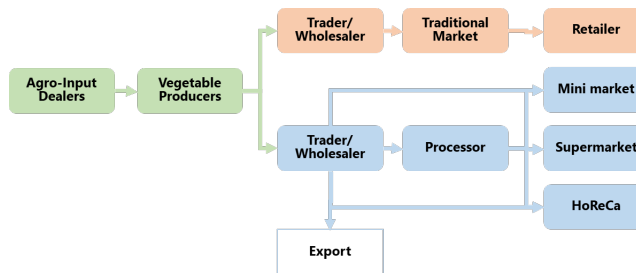 Trader/
Wholesaler
Traditional
Market
Retailer
Agro-Input
Dealers
Vegetable
Producers
Mini market
Trader/
Wholesaler
Processor
Supermarket
HoReCa
Export